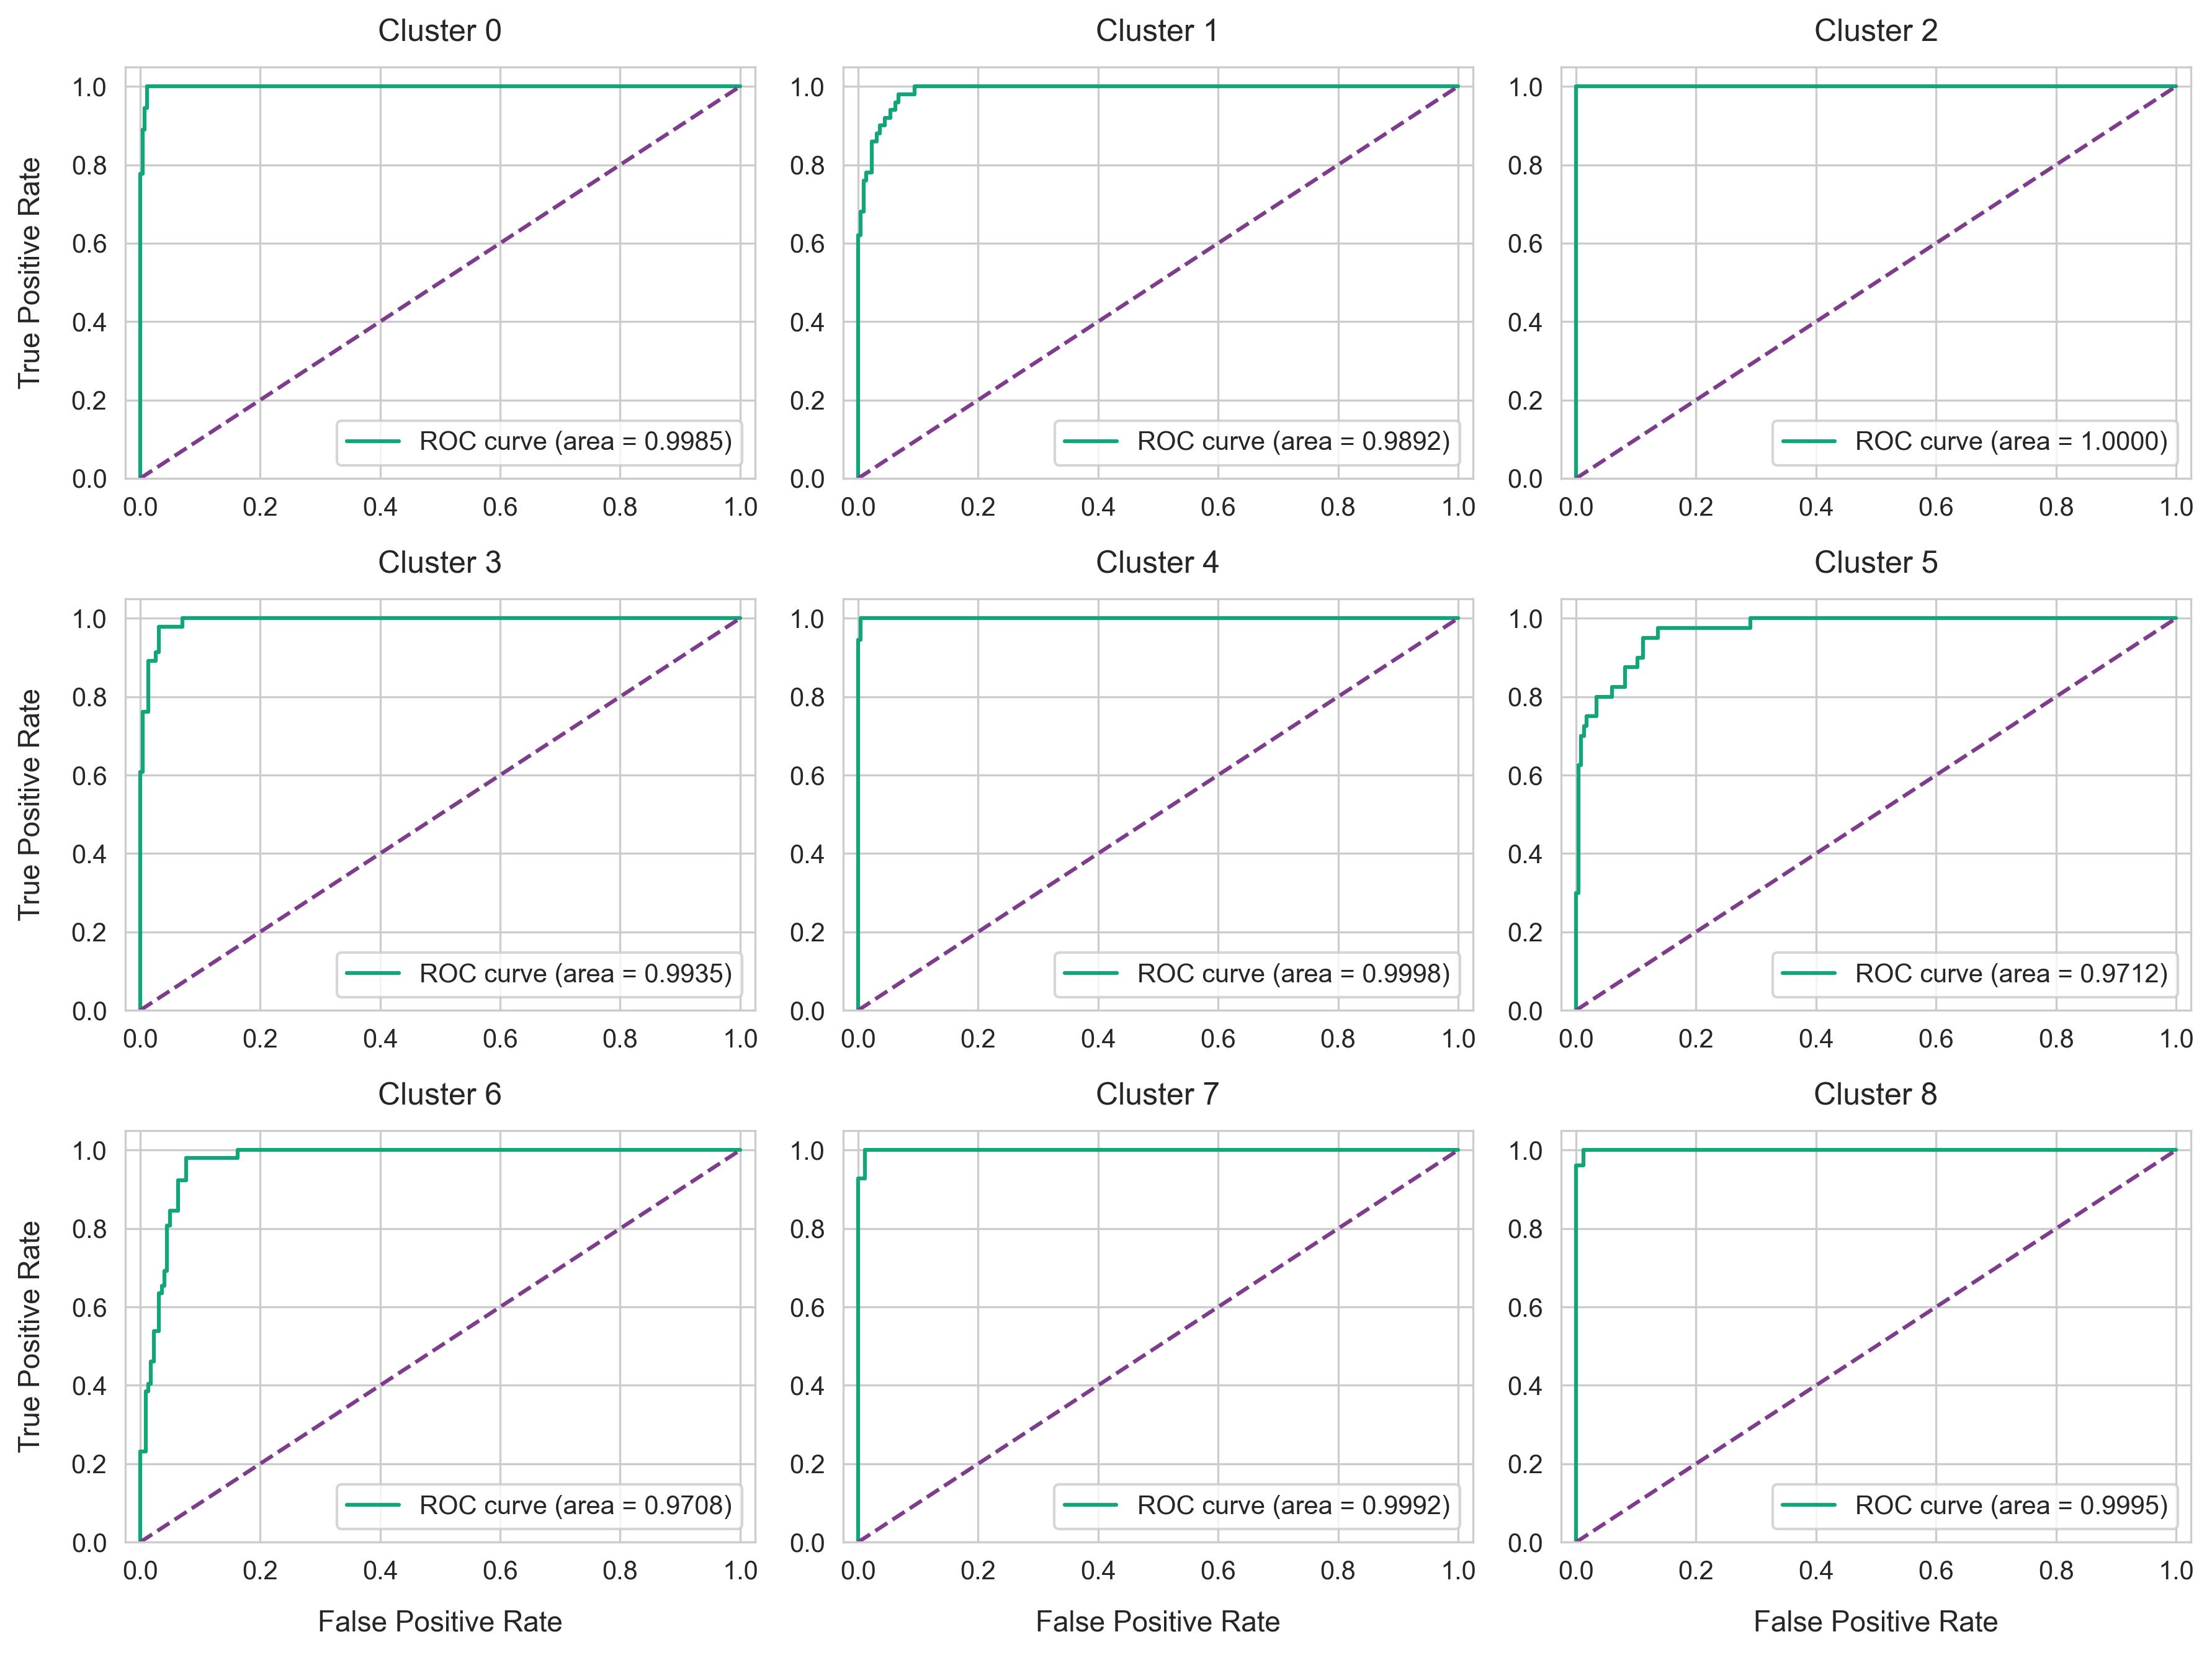 Cluster 0
True Positive Rate
1.0
0.8
0.6
0.4
0.2
0.0
ROC curve (area = 0.9985)
0.0 0.2 0.4 0.6 0.8 1.0
Cluster 1
1.0
0.8
0.6
0.4
0.2
0.0
ROC curve (area = 0.9892)
0.0 0.2 0.4 0.6 0.8 1.0
Cluster 2
1.0
0.8
0.6
0.4
0.2
0.0
ROC curve (area = 1.0000)
0.0 0.2 0.4 0.6 0.8 1.0
Cluster 3
True Positive Rate
1.0
0.8
0.6
0.4
0.2
0.0
ROC curve (area = 0.9935)
0.0 0.2 0.4 0.6 0.8 1.0
Cluster 4
1.0
0.8
0.6
0.4
0.2
0.0
ROC curve (area = 0.9998)
0.0 0.2 0.4 0.6 0.8 1.0
Cluster 5
1.0
0.8
0.6
0.4
0.2
0.0
ROC curve (area = 0.9712)
0.0 0.2 0.4 0.6 0.8 1.0
Cluster 6
True Positive Rate
1.0
0.8
0.6
0.4
0.2
0.0
ROC curve (area = 0.9708)
0.0 0.2 0.4 0.6 0.8 1.0
False Positive Rate
Cluster 7
1.0
0.8
0.6
0.4
0.2
0.0
ROC curve (area = 0.9992)
0.0 0.2 0.4 0.6 0.8 1.0
False Positive Rate
Cluster 8
1.0
0.8
0.6
0.4
0.2
0.0
ROC curve (area = 0.9995)
0.0 0.2 0.4 0.6 0.8 1.0
False Positive Rate